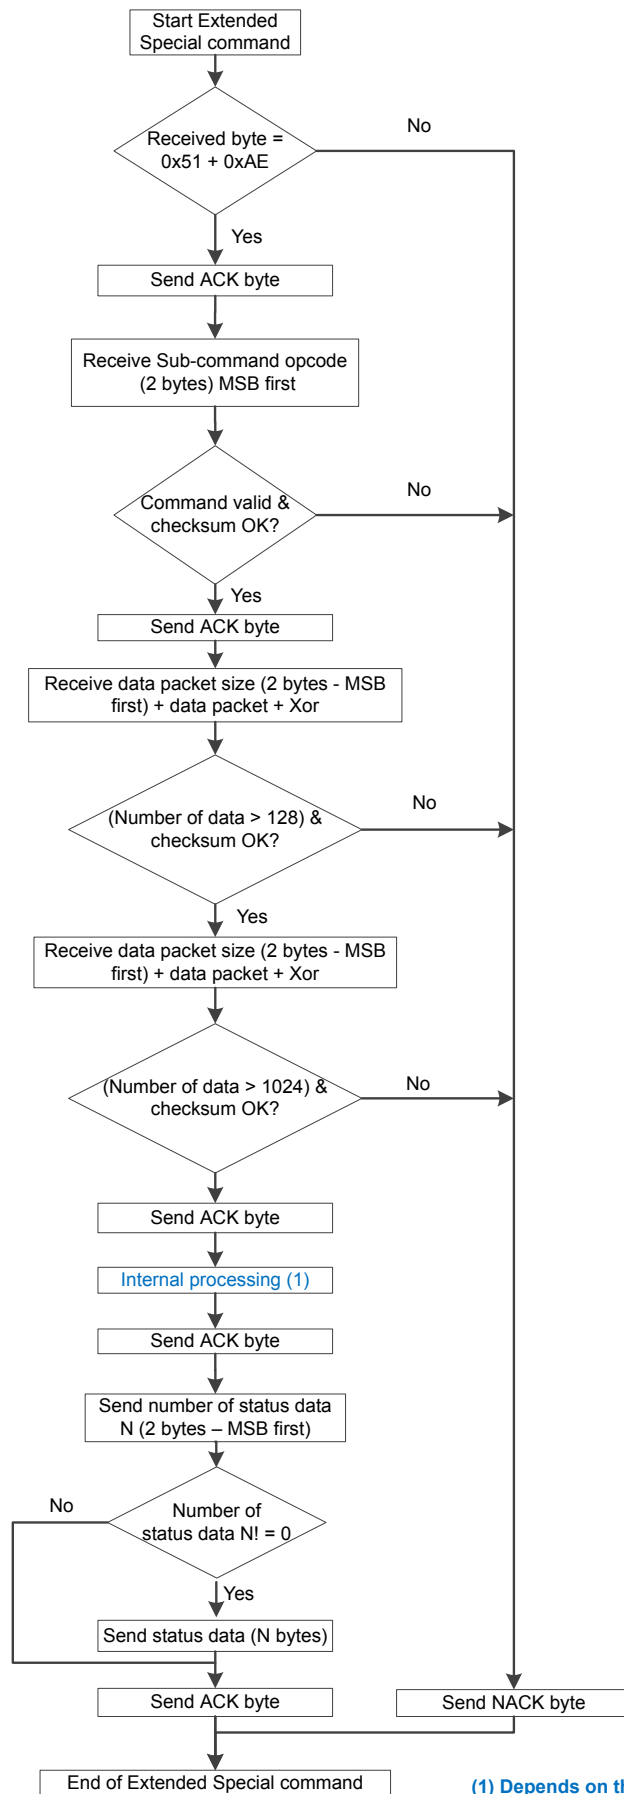 Start Extended
Special command
Received byte =
0x51 + 0xAE
No
Yes
Send ACK byte
Receive Sub-command opcode
(2 bytes) MSB first
Command valid &
checksum OK?
No
Yes
Send ACK byte
Receive data packet size (2 bytes - MSB
first) + data packet + Xor
(Number of data > 128) &
checksum OK?
No
Yes
Receive data packet size (2 bytes - MSB
first) + data packet + Xor
(Number of data > 1024) &
checksum OK?
No
Send ACK byte
Internal processing (1)
Send ACK byte
Send number of status data
N (2 bytes – MSB first)
Number of
status data N! = 0
No
Yes
Send status data (N bytes)
Send ACK byte
Send NACK byte
End of Extended Special command
(1) Depends on th